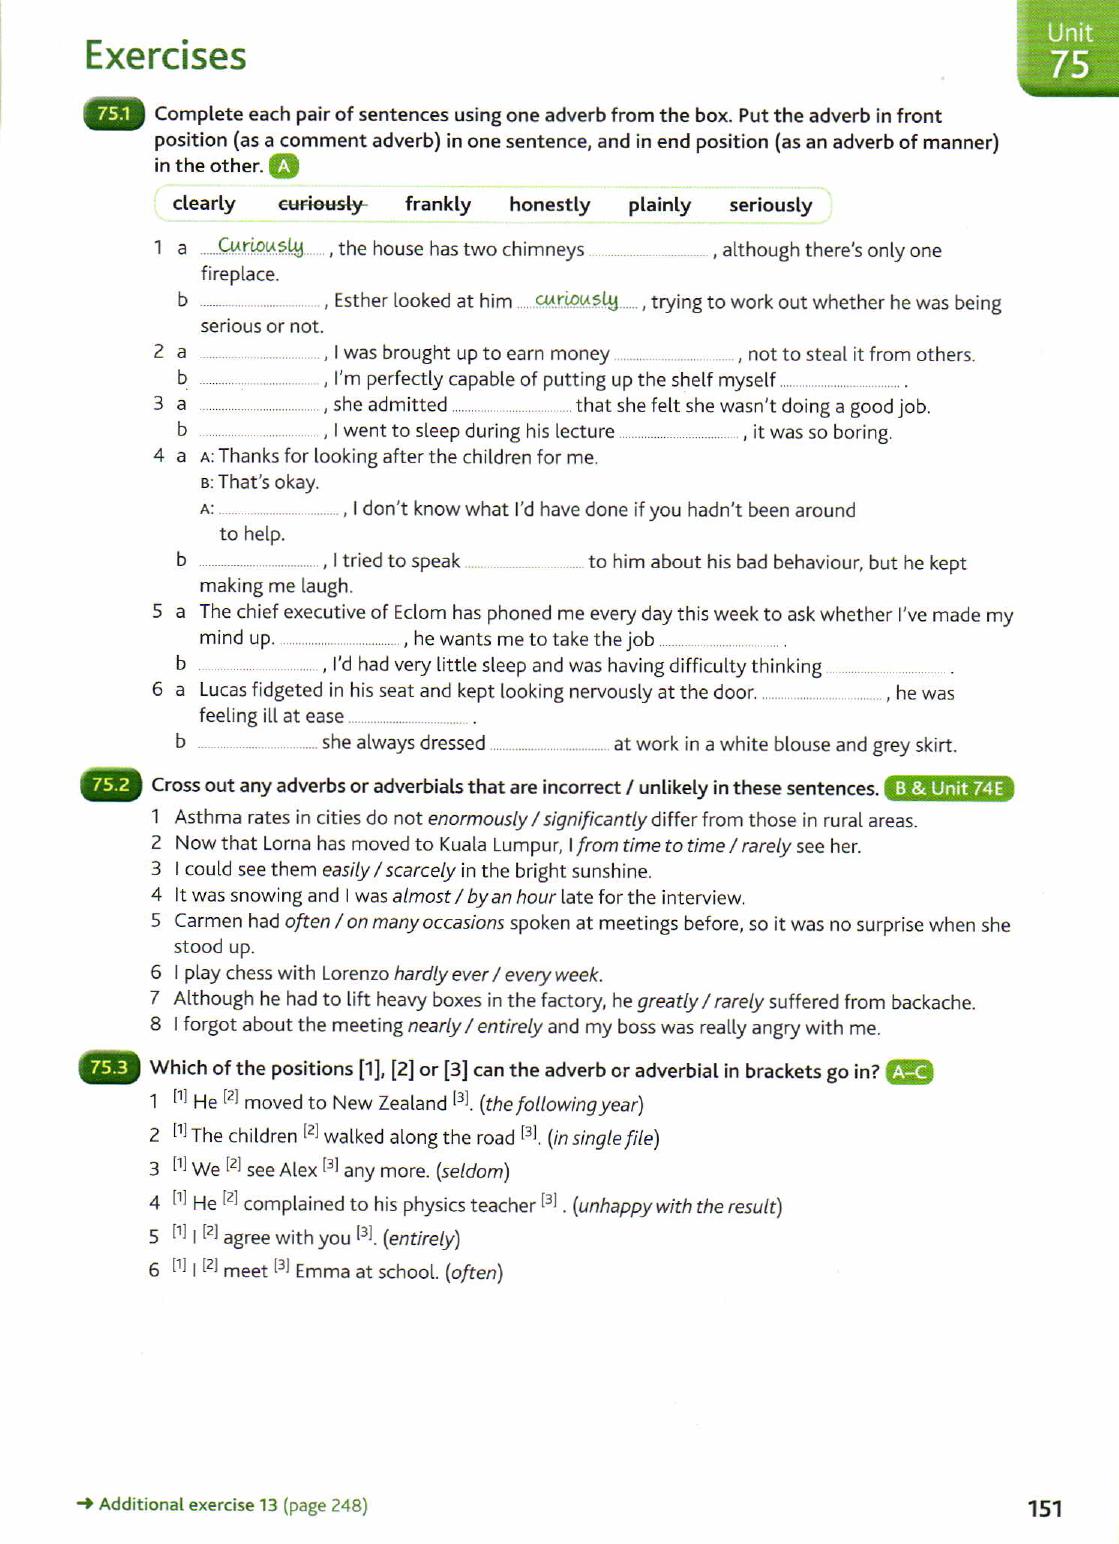 Unit
75
Exercises
75.1 Complete each pair of sentences using one adverb from the box. Put the adverb in front
position (as a comment adverb) in one sentence, and in end position (as an adverb of manner)
in the other. A
clearly curiously frankly honestly plainly seriously
1 a ....Curiously...., the house has two chimneys ............................, although there's only one
fireplace.
b ............................, Esther looked at him ....curiously...., trying to work out whether he was being
serious or not.
2 a ............................, I was brought up to earn money ............................, not to steal it from others.
b ............................, I'm perfectly capable of putting up the shelf myself ............................ .
3 a ............................, she admitted ............................ that she felt she wasn't doing a good job.
b ............................, I went to sleep during his lecture ............................, it was so boring.
4 a A: Thanks for looking after the children for me.
B: That's okay.
A: ............................, I don't know what I'd have done if you hadn't been around
to help.
b ............................, I tried to speak ............................ to him about his bad behaviour, but he kept
making me laugh.
5 a The chief executive of Eclom has phoned me every day this week to ask whether I've made my
mind up. ............................, he wants me to take the job ............................ .
b ............................, I'd had very little sleep and was having difficulty thinking ............................ .
6 a Lucas fidgeted in his seat and kept looking nervously at the door. ............................, he was
feeling ill at ease ............................ .
b ............................ she always dressed ............................ at work in a white blouse and grey skirt.
75.2 Cross out any adverbs or adverbials that are incorrect / unlikely in these sentences. B & Unit 74E
1 Asthma rates in cities do not enormously / significantly differ from those in rural areas.
2 Now that Lorna has moved to Kuala Lumpur, I from time to time / rarely see her.
3 I could see them easily / scarcely in the bright sunshine.
4 It was snowing and I was almost / by an hour late for the interview.
5 Carmen had often / on many occasions spoken at meetings before, so it was no surprise when she
stood up.
6 I play chess with Lorenzo hardly ever / every week.
7 Although he had to lift heavy boxes in the factory, he greatly / rarely suffered from backache.
8 I forgot about the meeting nearly / entirely and my boss was really angry with me.
75.3 Which of the positions [1], [2] or [3] can the adverb or adverbial in brackets go in? A–C
1 [1] He [2] moved to New Zealand [3]. (the following year)
2 [1] The children [2] walked along the road [3]. (in single file)
3 [1] We [2] see Alex [3] any more. (seldom)
4 [1] He [2] complained to his physics teacher [3] . (unhappy with the result)
5 [1] I [2] agree with you [3]. (entirely)
6 [1] I [2] meet [3] Emma at school. (often)
➜ Additional exercise 13 (page 248)
151